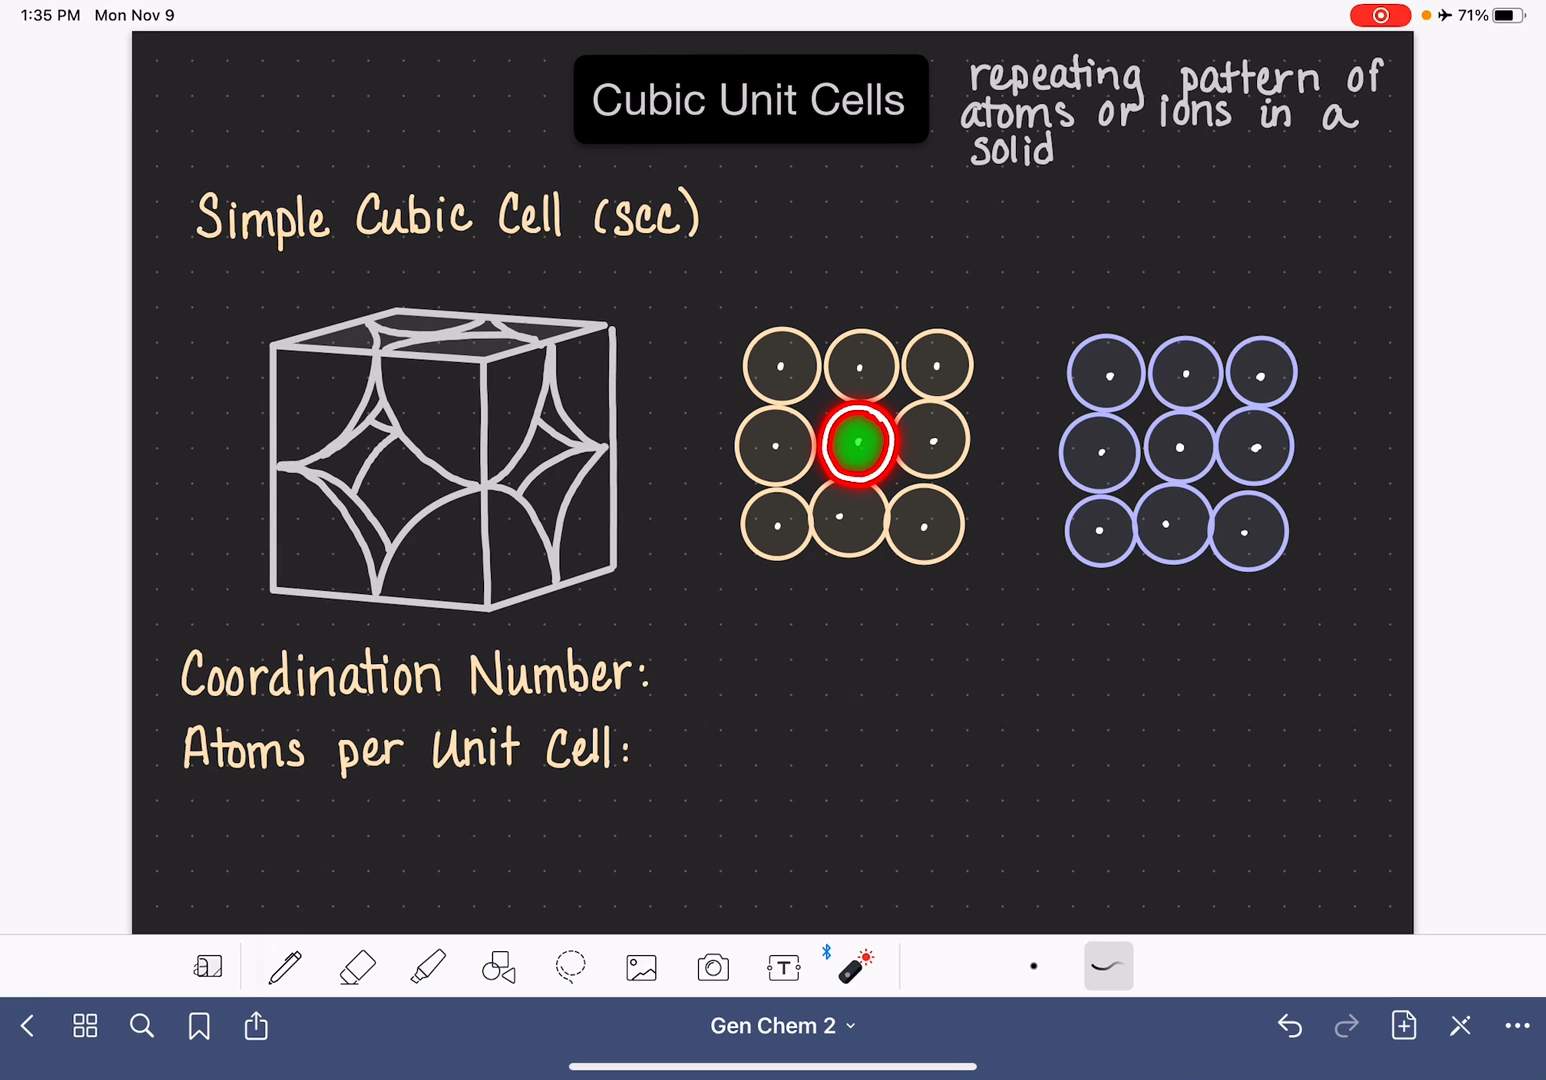 1:35 PM Mon Nov 9
71%
Cubic Unit Cells
repeating pattern of
atoms or ions in a
solid
Simple Cubic Cell (scc)
Coordination Number:
Atoms per Unit Cell:
T
Gen Chem 2